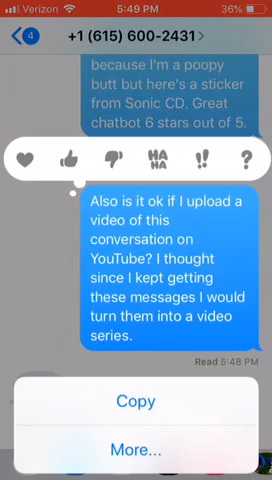 Verizon 5:49 PM 36%
4 +1 (615) 600-2431 >
because I'm a poopy
butt but here's a sticker
from Sonic CD. Great
chatbot 6 stars out of 5.
HA HA !! ?
Also is it ok if I upload a
video of this
conversation on
YouTube? I thought
since I kept getting
these messages I would
turn them into a video
series.
Read 5:48 PM
Copy
More...